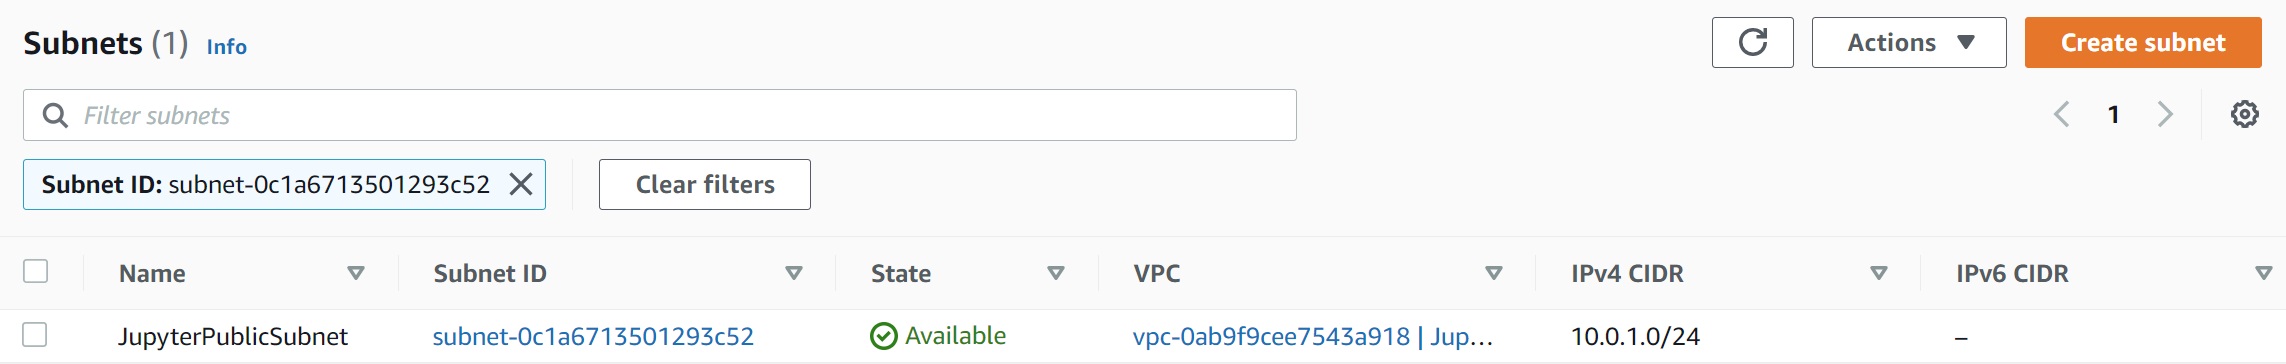 Subnets (1) Info Actions Create subnet
Filter subnets 1
Subnet ID: subnet-0c1a6713501293c52 Clear filters
Name Subnet ID State VPC IPv4 CIDR IPv6 CIDR
JupyterPublicSubnet subnet-0c1a6713501293c52 Available vpc-0ab9f9cee7543a918 | Jup... 10.0.1.0/24 –